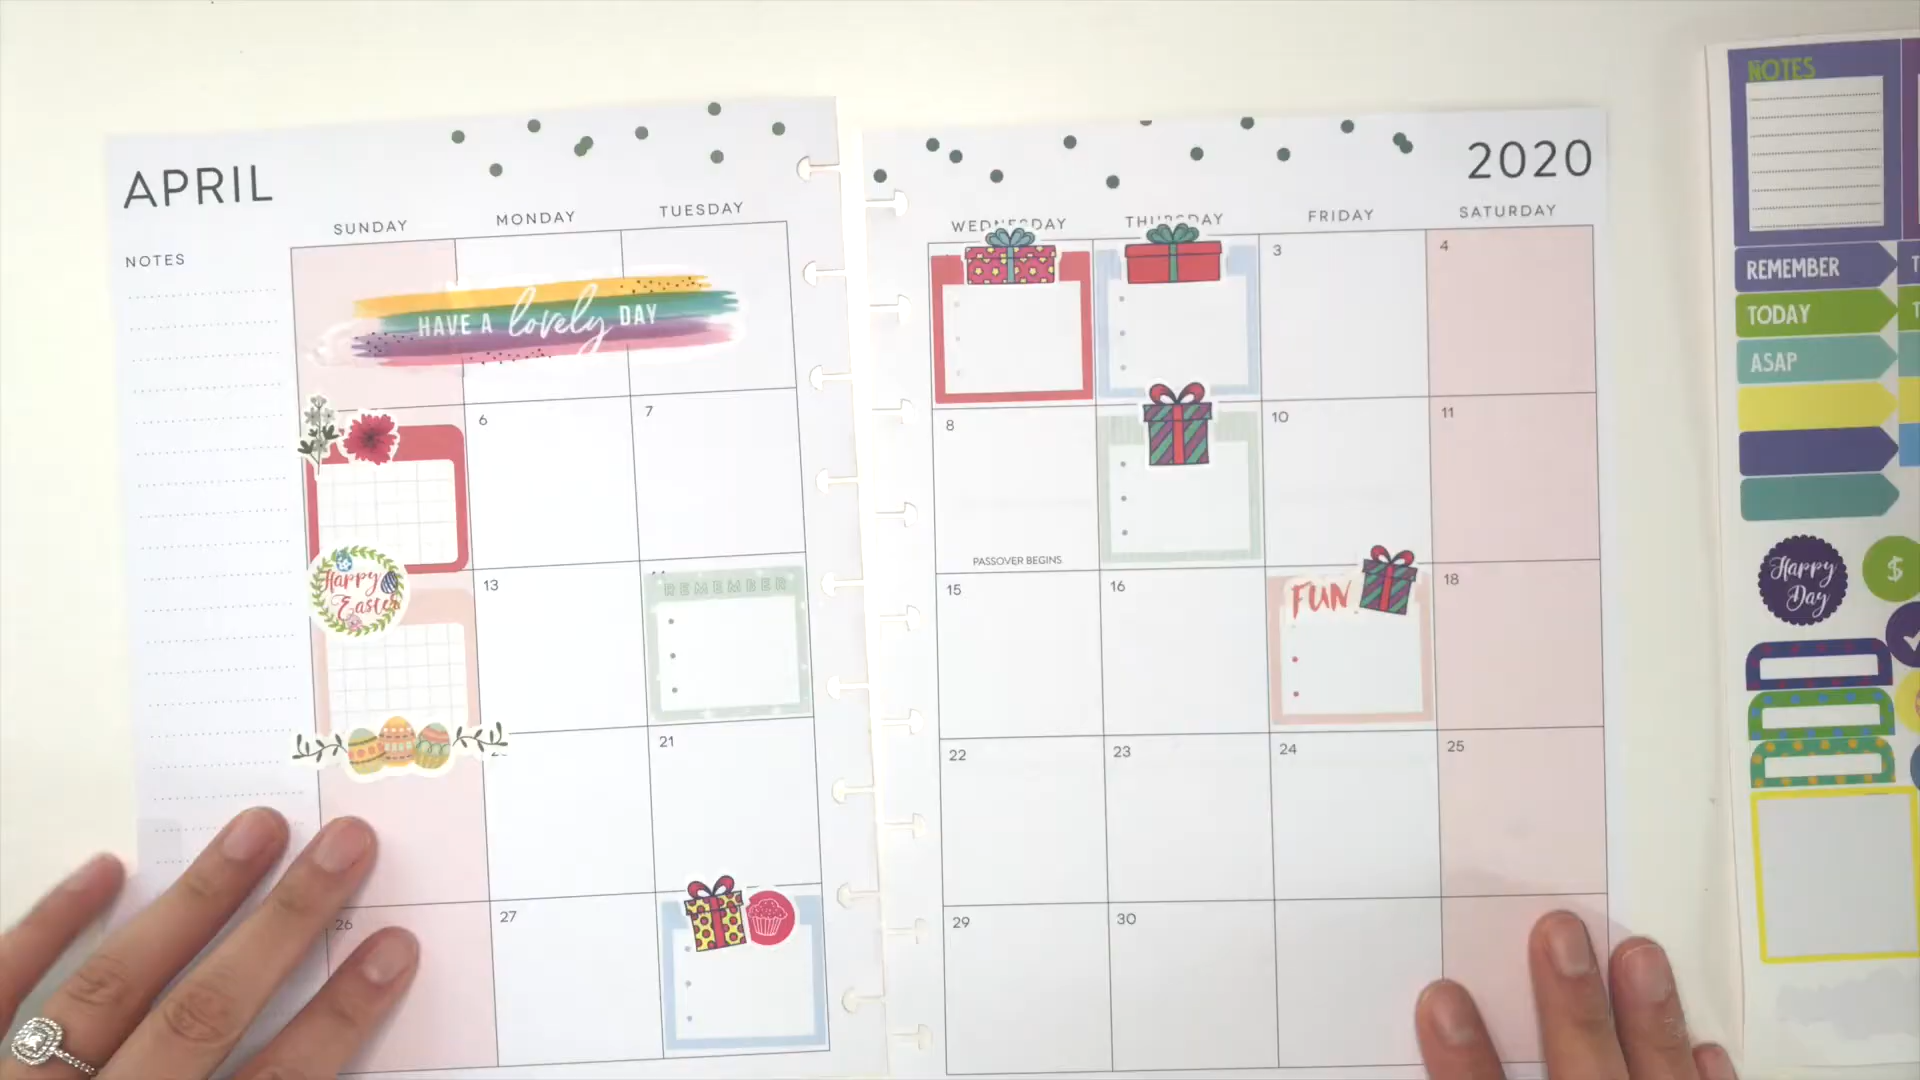 APRIL
2020
NOTES
SUNDAY
MONDAY
TUESDAY
WEDNESDAY
THURSDAY
FRIDAY
SATURDAY
HAVE A lovely DAY
3
4
6
7
8
PASSOVER BEGINS
10
11
Happy
Easter
13
REMEMBER
15
16
FUN
18
21
22
23
24
25
26
27
29
30
NOTES
REMEMBER
TODAY
ASAP
Happy
Day
$